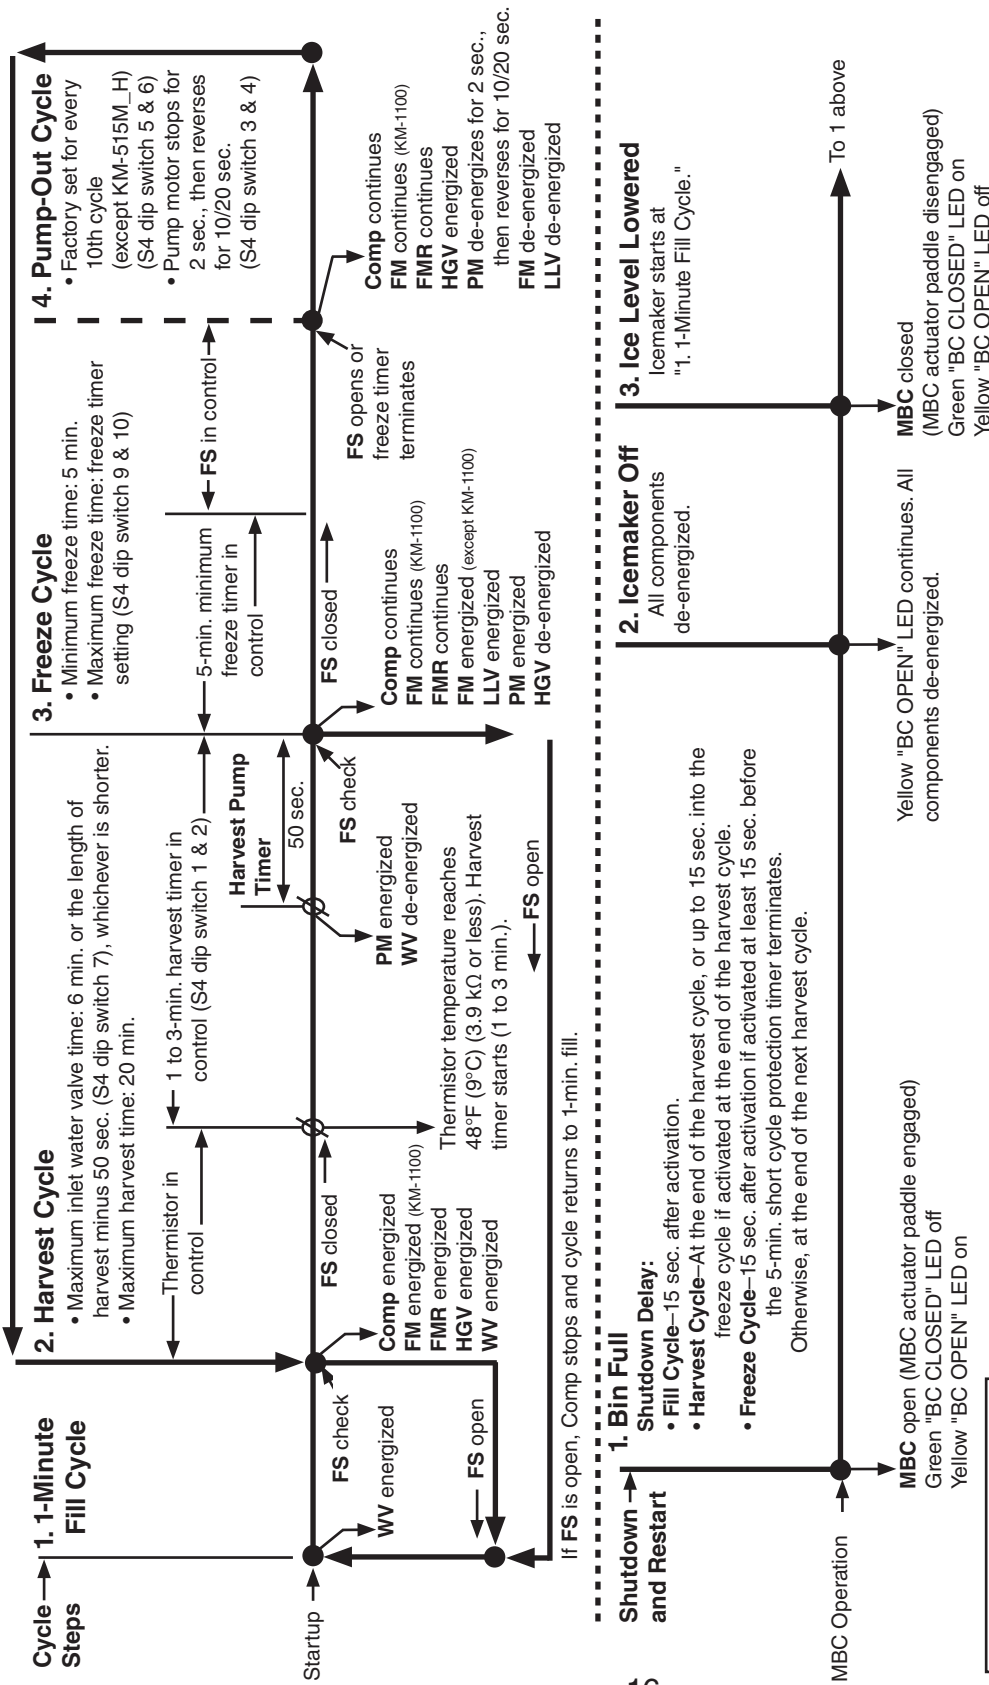 Cycle
Steps
1. 1-Minute
Fill Cycle
2. Harvest Cycle
• Maximum inlet water valve time: 6 min. or the length of
harvest minus 50 sec. (S4 dip switch 7), whichever is shorter.
• Maximum harvest time: 20 min.
3. Freeze Cycle
• Minimum freeze time: 5 min.
• Maximum freeze time: freeze timer
setting (S4 dip switch 9 & 10)
4. Pump-Out Cycle
• Factory set for every
10th cycle
(except KM-515M_H)
(S4 dip switch 5 & 6)
• Pump motor stops for
2 sec., then reverses
for 10/20 sec.
(S4 dip switch 3 & 4)
Thermistor in
control
1 to 3-min. harvest timer in
control (S4 dip switch 1 & 2)
Harvest Pump
Timer
50 sec.
5-min. minimum
freeze timer in
control
FS in control
Startup
WV energized
FS check
FS closed
Comp energized
FM energized (KM-1100)
FMR energized
HGV energized
WV energized
Thermistor temperature reaches
48°F (9°C) (3.9 kΩ or less). Harvest
timer starts (1 to 3 min.).
PM energized
WV de-energized
FS check
FS closed
Comp continues
FM continues (KM-1100)
FMR continues
FM energized (except KM-1100)
LLV energized
PM energized
HGV de-energized
FS opens or
freeze timer
terminates
Comp continues
FM continues (KM-1100)
FMR continues
HGV energized
PM de-energizes for 2 sec.,
then reverses for 10/20 sec.
FM de-energized
LLV de-energized
FS open
FS open
If FS is open, Comp stops and cycle returns to 1-min. fill.
Shutdown
and Restart
1. Bin Full
Shutdown Delay:
• Fill Cycle–15 sec. after activation.
• Harvest Cycle–At the end of the harvest cycle, or up to 15 sec. into the
freeze cycle if activated at the end of the harvest cycle.
• Freeze Cycle–15 sec. after activation if activated at least 15 sec. before
the 5-min. short cycle protection timer terminates.
Otherwise, at the end of the next harvest cycle.
2. Icemaker Off
All components
de-energized.
3. Ice Level Lowered
Icemaker starts at
"1. 1-Minute Fill Cycle."
MBC Operation
To 1 above
MBC open (MBC actuator paddle engaged)
Green "BC CLOSED" LED off
Yellow "BC OPEN" LED on
Yellow "BC OPEN" LED continues. All
components de-energized.
MBC closed
(MBC actuator paddle disengaged)
Green "BC CLOSED" LED on
Yellow "BC OPEN" LED off